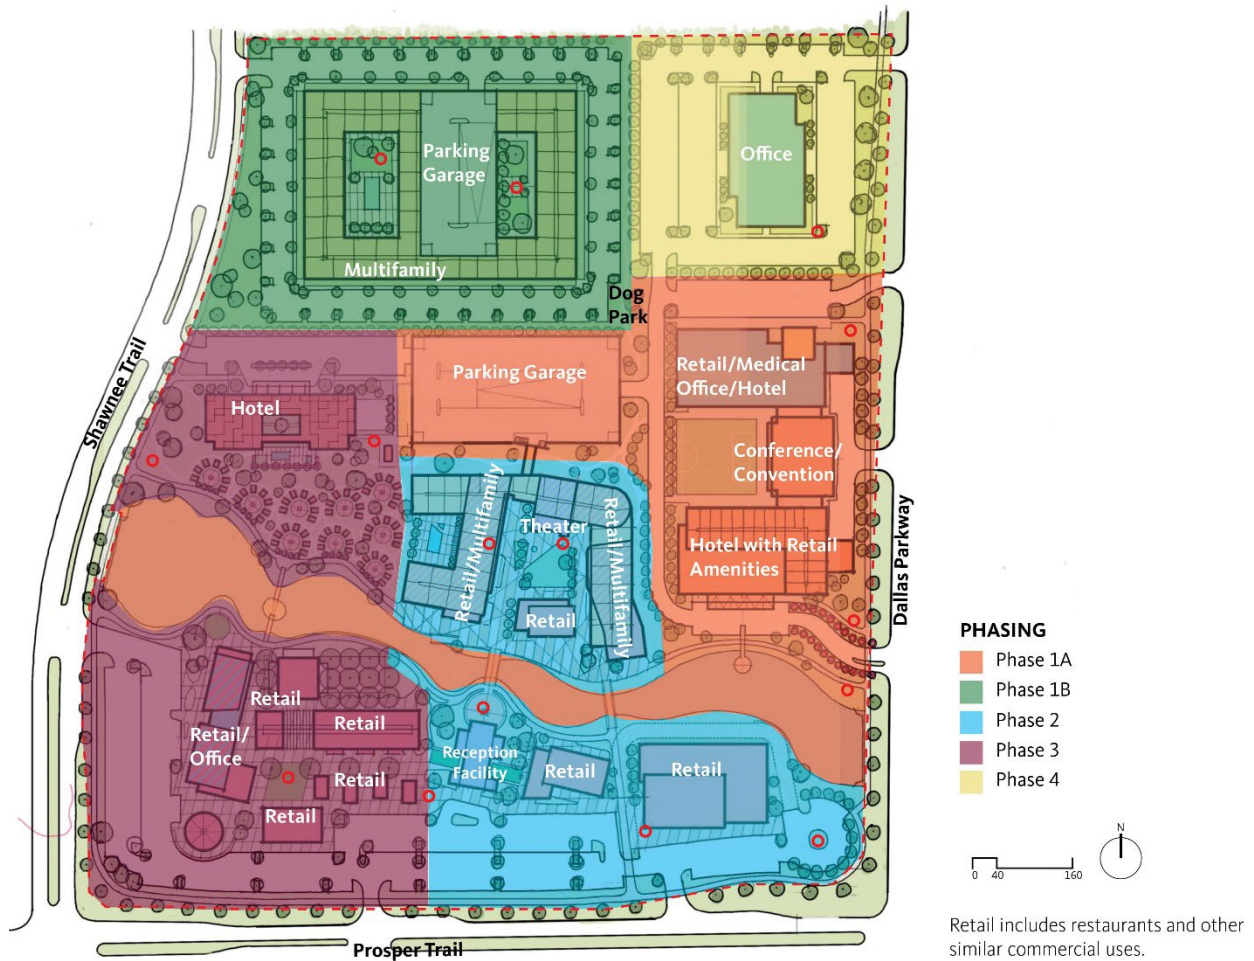 Parking
Garage
Office
Multifamily
Dog
Park
Shawnee Trail
Parking Garage
Retail/Medical
Office/Hotel
Hotel
Conference/
Convention
Retail/Multifamily
Theater
Retail/Multifamily
Hotel with Retail
Amenities
Dallas Parkway
Retail
Retail
Retail
Retail/
Office
Reception
Facility
Retail
Retail
Retail
Retail
Prosper Trail
PHASING
Phase 1A
Phase 1B
Phase 2
Phase 3
Phase 4
N
0 40 160
Retail includes restaurants and other
similar commercial uses.